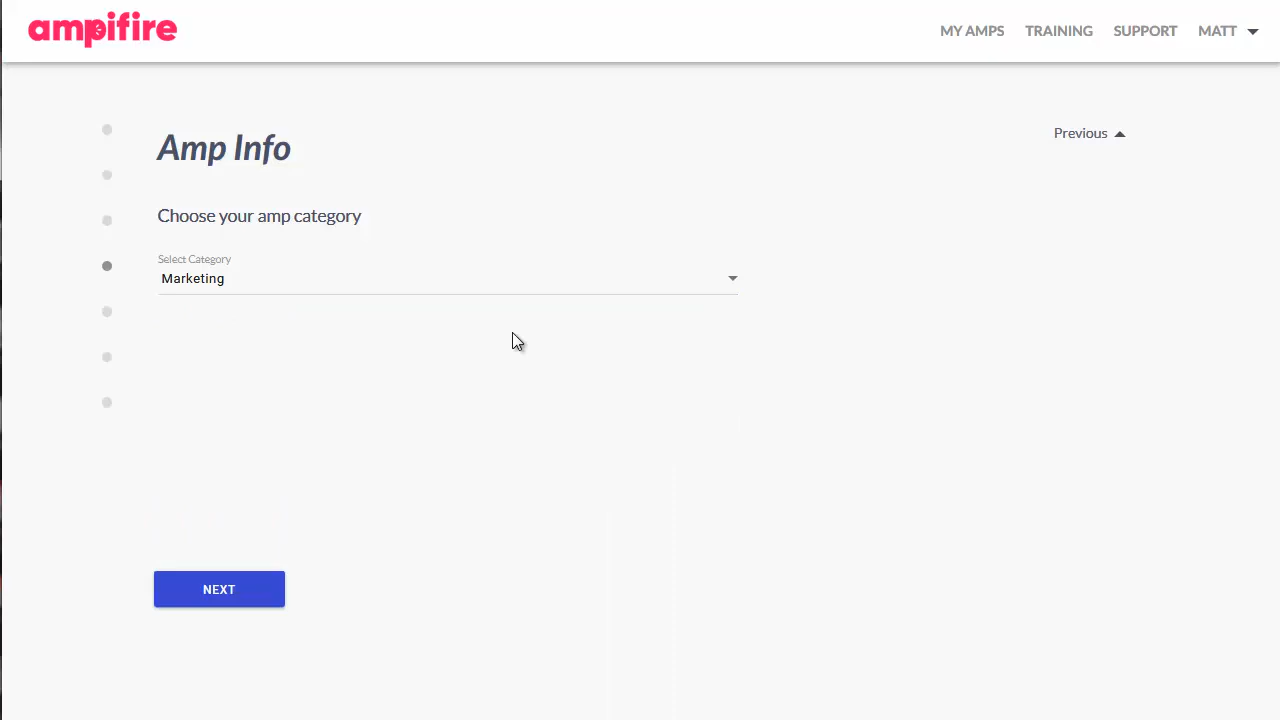 ampifire
MY AMPS TRAINING SUPPORT MATT
Amp Info
Previous
Choose your amp category
Select Category
Marketing
NEXT